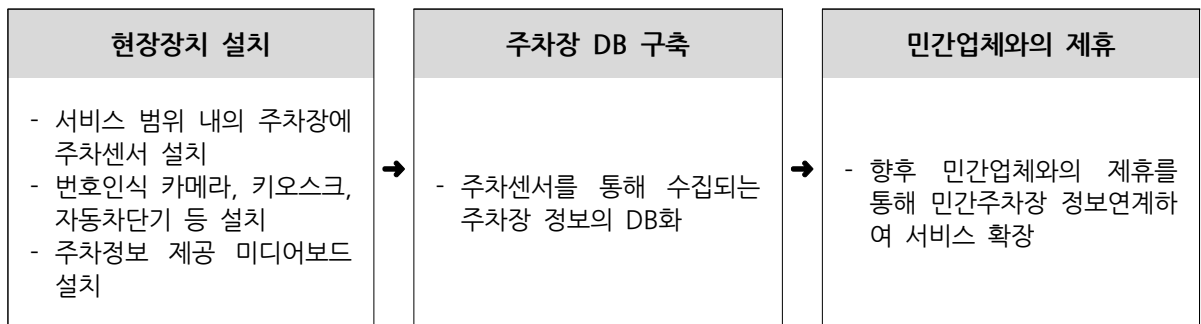 현장장치 설치
- 서비스 범위 내의 주차장에
주차센서 설치
- 번호인식 카메라, 키오스크,
자동차단기 등 설치
- 주차정보 제공 미디어보드
설치
➜
주차장 DB 구축
- 주차센서를 통해 수집되는
주차장 정보의 DB화
➜
민간업체와의 제휴
- 향후 민간업체와의 제휴를
통해 민간주차장 정보연계하
여 서비스 확장